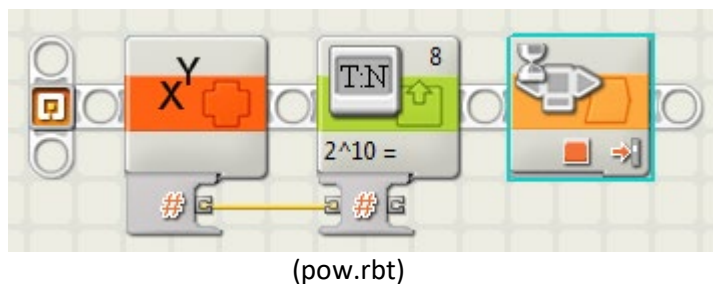 X Y
T:N
8
2^10 =
#
#
(pow.rbt)